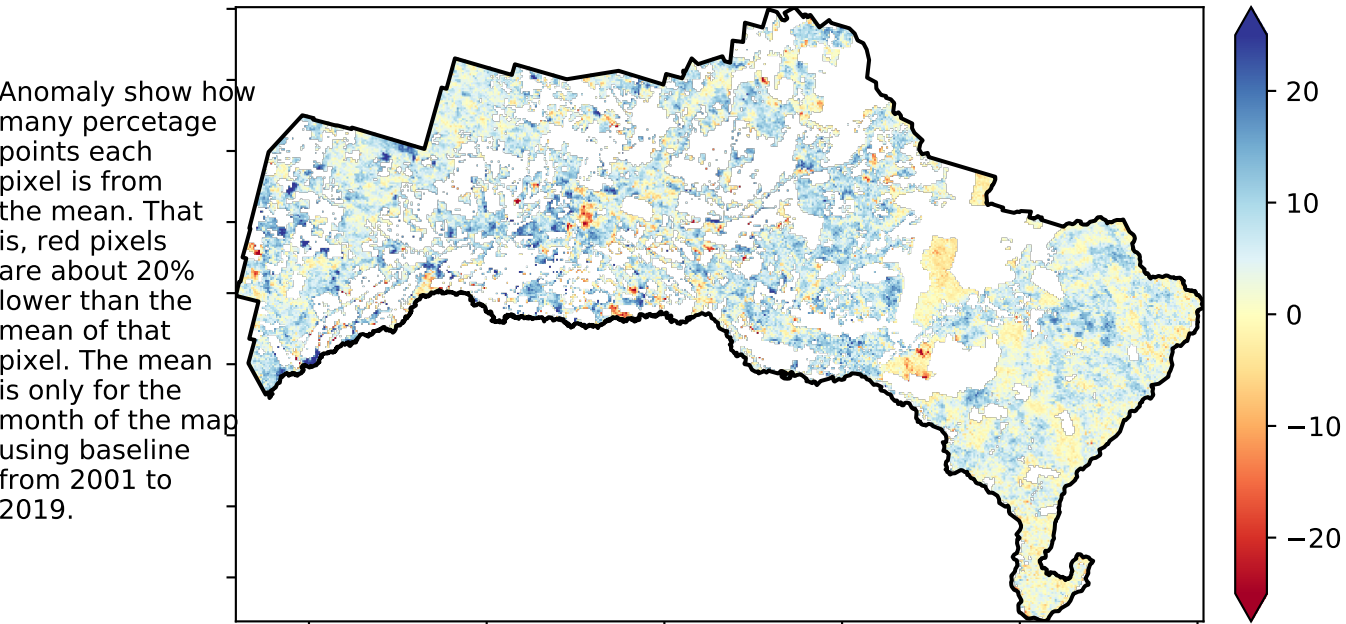 Anomaly show how
many percetage
points each
pixel is from
the mean. That
is, red pixels
are about 20%
lower than the
mean of that
pixel. The mean
is only for the
month of the map
using baseline
from 2001 to
2019.
20
10
0
−10
−20